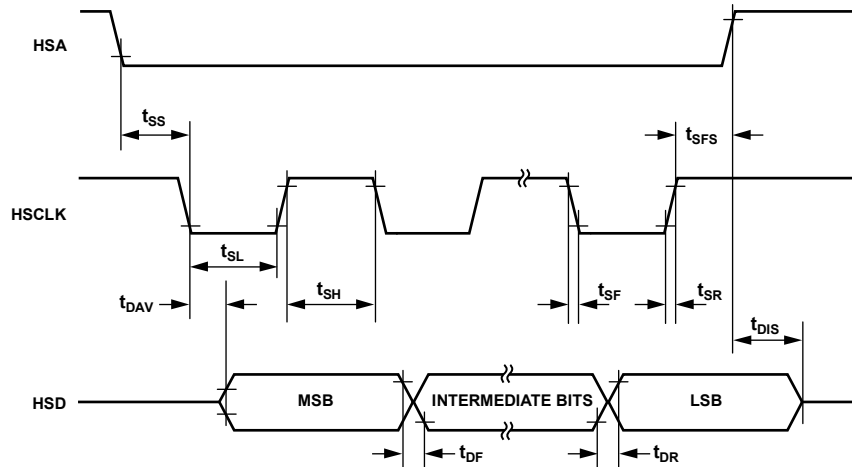 HSA
tSS
tSFS
HSCLK
tSL
tSH
tDAV
tSF
tSR
tDIS
HSD
MSB
INTERMEDIATE BITS
LSB
tDF
tDR